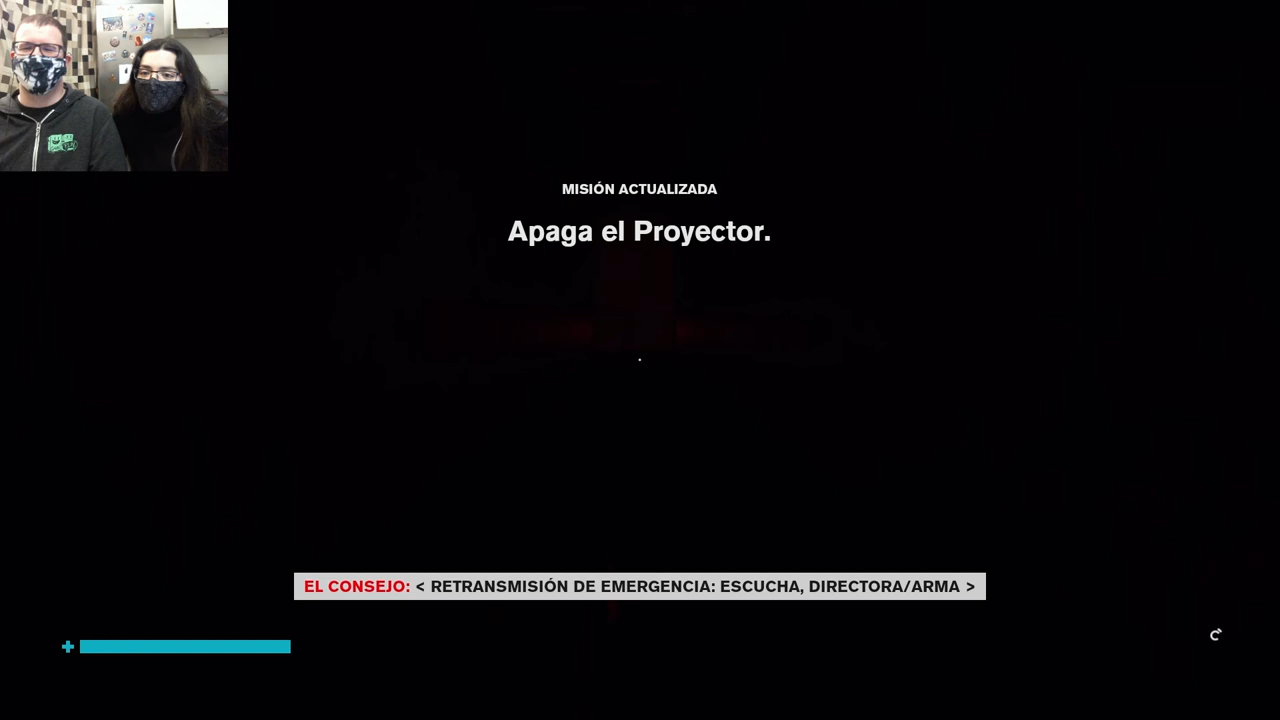 MISIÓN ACTUALIZADA
Apaga el Proyector.
EL CONSEJO: < RETRANSMISIÓN DE EMERGENCIA: ESCUCHA, DIRECTORA/ARMA >